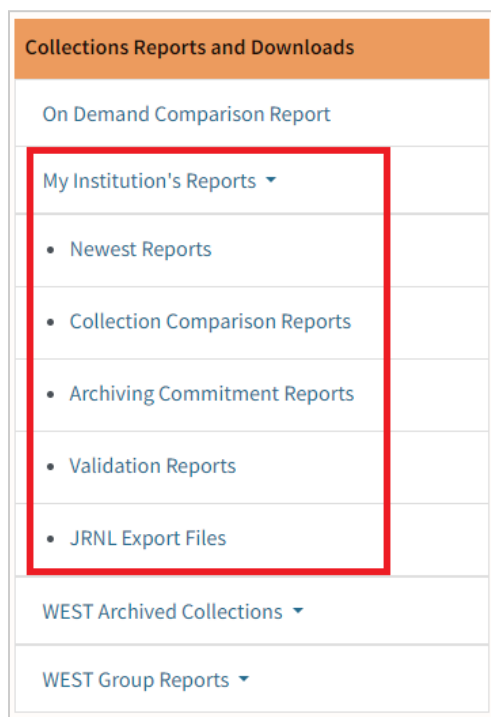 Collections Reports and Downloads
On Demand Comparison Report
My Institution's Reports
Newest Reports
Collection Comparison Reports
Archiving Commitment Reports
Validation Reports
JRNL Export Files
WEST Archived Collections
WEST Group Reports